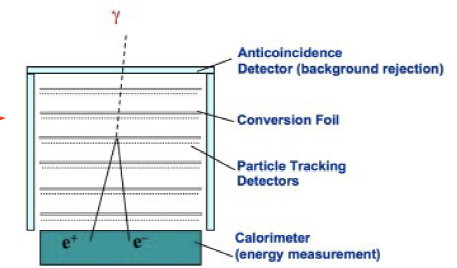 γ
Anticoincidence
Detector (background rejection)
Conversion Foil
Particle Tracking
Detectors
e⁺ e⁻
Calorimeter
(energy measurement)